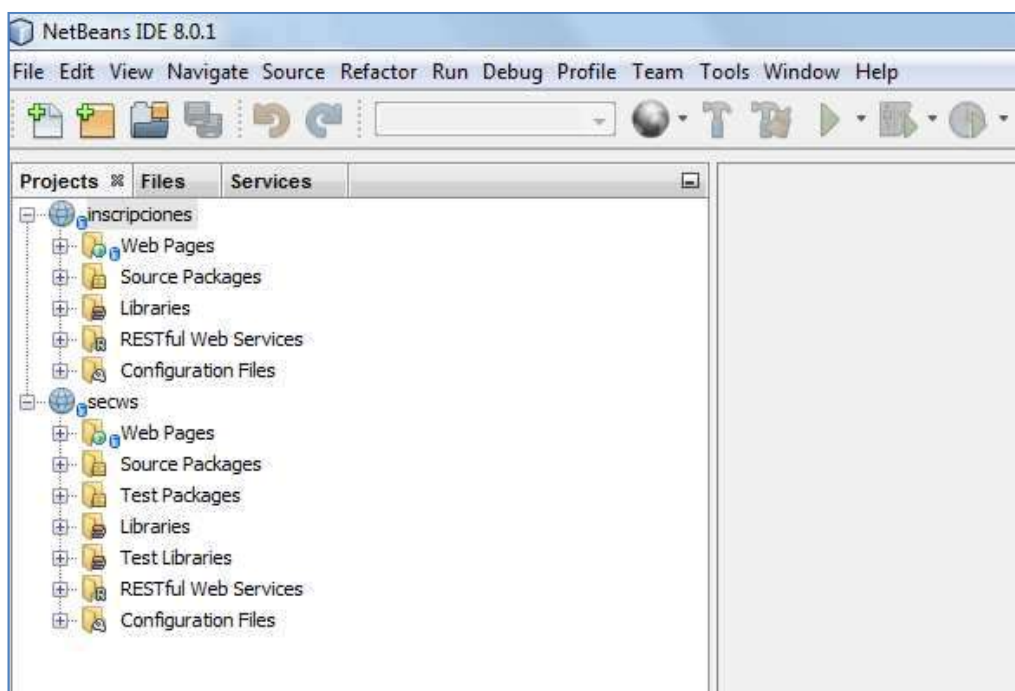 NetBeans IDE 8.0.1
File Edit View Navigate Source Refactor Run Debug Profile Team Tools Window Help
Projects Files Services
inscripciones
Web Pages
Source Packages
Libraries
RESTful Web Services
Configuration Files
secws
Web Pages
Source Packages
Test Packages
Libraries
Test Libraries
RESTful Web Services
Configuration Files